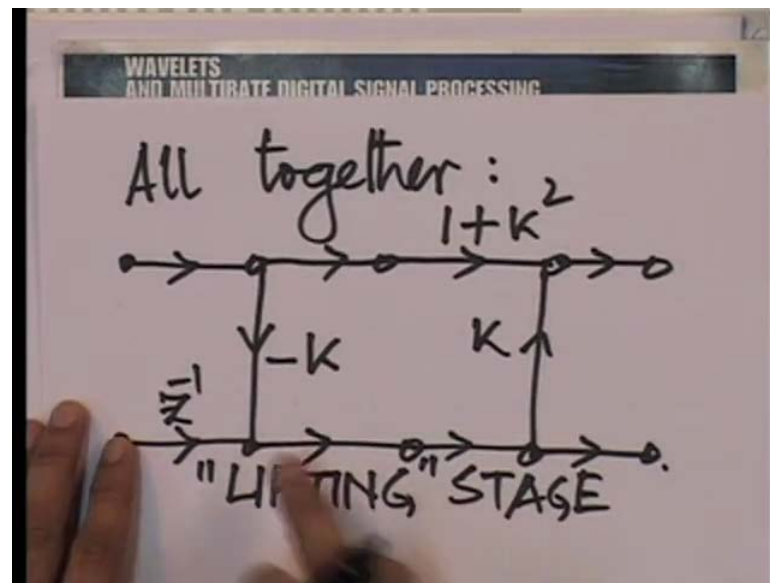 WAVELETS
AND MULTIRATE DIGITAL SIGNAL PROCESSING
All together :
1+K²
-K
K
z⁻¹
"LIFTING" STAGE